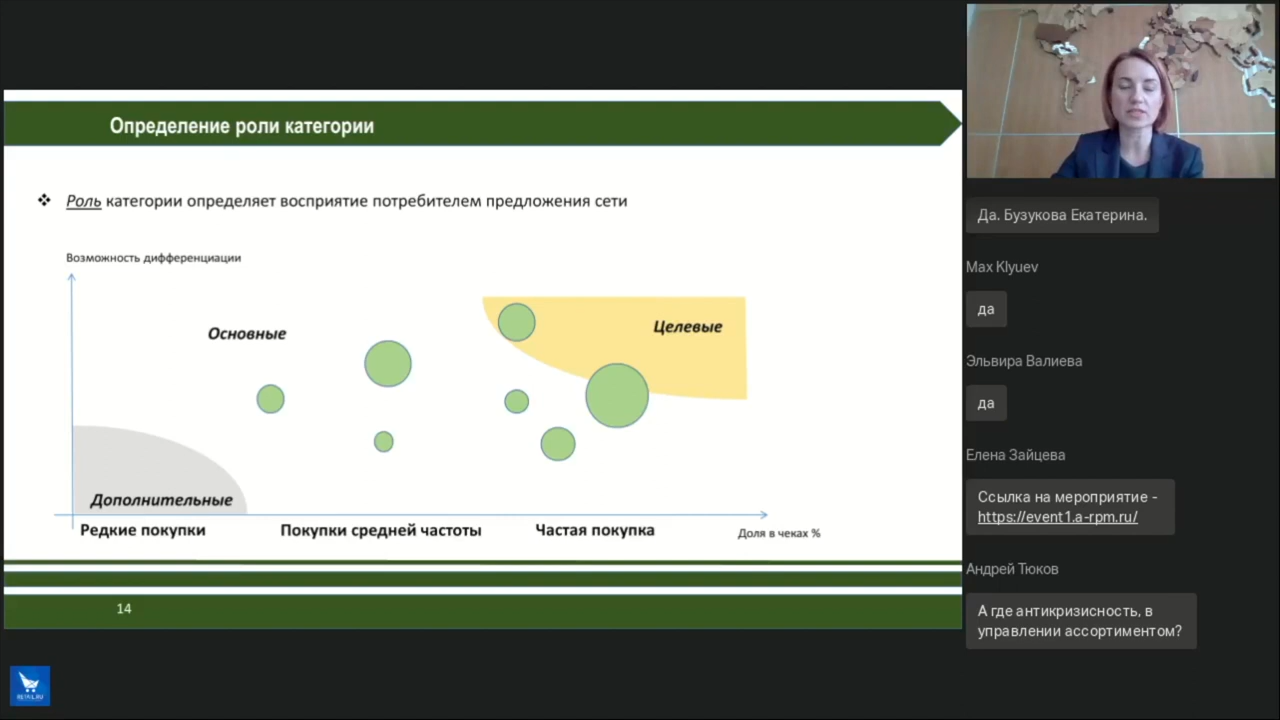 Определение роли категории
Роль категории определяет восприятие потребителем предложения сети
Возможность дифференциации
Основные
Целевые
Дополнительные
Редкие покупки
Покупки средней частоты
Частая покупка
Доля в чеках %
14
RETAIL.RU
Да. Бузукова Екатерина.
Max Klyuev
да
Эльвира Валиева
да
Елена Зайцева
Ссылка на мероприятие -
https://event1.a-rpm.ru/
Андрей Тюков
А где антикризисность, в
управлении ассортиментом?